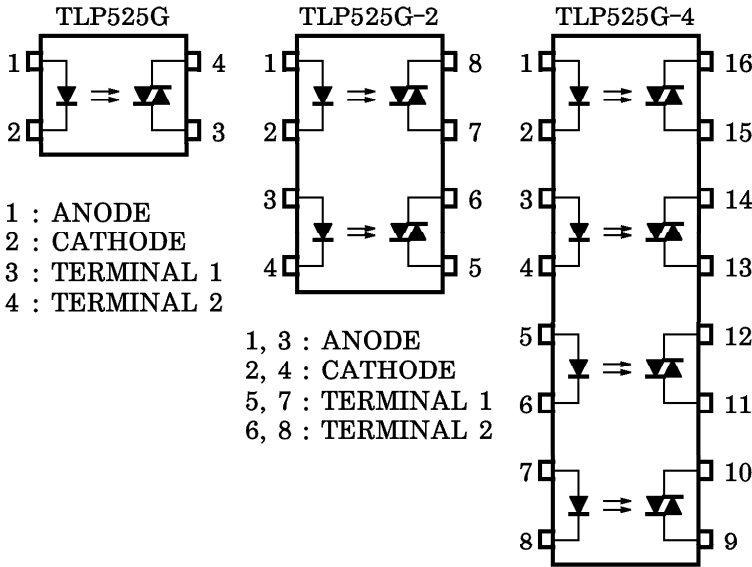 TLP525G
1
4
2
3
1 : ANODE
2 : CATHODE
3 : TERMINAL 1
4 : TERMINAL 2
TLP525G-2
1
8
2
7
3
6
4
5
1, 3 : ANODE
2, 4 : CATHODE
5, 7 : TERMINAL 1
6, 8 : TERMINAL 2
TLP525G-4
1
16
2
15
3
14
4
13
5
12
6
11
7
10
8
9